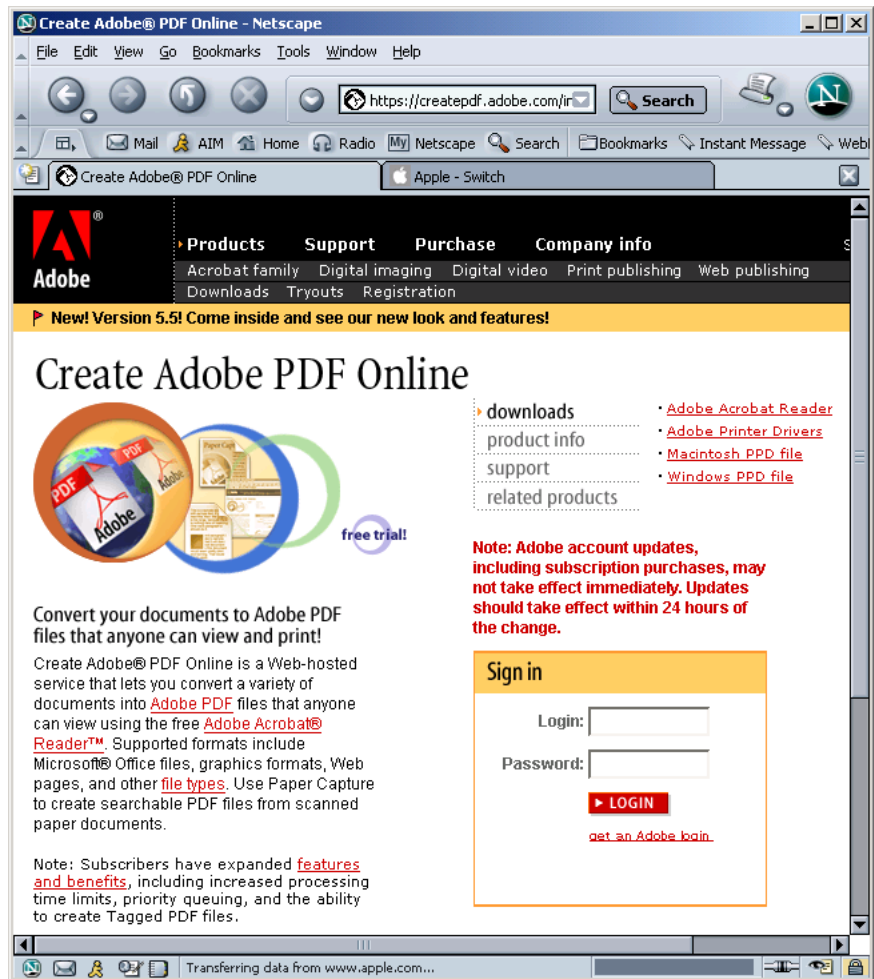 Create Adobe® PDF Online - Netscape
File Edit View Go Bookmarks Tools Window Help
https://createpdf.adobe.com/ir Search N
Mail AIM Home Radio My Netscape Search Bookmarks Instant Message Webl
Create Adobe® PDF Online Apple - Switch
Adobe®
Products Support Purchase Company info S
Acrobat family Digital imaging Digital video Print publishing Web publishing
Downloads Tryouts Registration
New! Version 5.5! Come inside and see our new look and features!
Create Adobe PDF Online
PDF Adobe
PDF
Paper Capt
free trial!
downloads
product info
support
related products
· Adobe Acrobat Reader
· Adobe Printer Drivers
· Macintosh PPD file
· Windows PPD file
Note: Adobe account updates,
including subscription purchases, may
not take effect immediately. Updates
should take effect within 24 hours of
the change.
Convert your documents to Adobe PDF
files that anyone can view and print!
Create Adobe® PDF Online is a Web-hosted
service that lets you convert a variety of
documents into Adobe PDF files that anyone
can view using the free Adobe Acrobat®
Reader™. Supported formats include
Microsoft® Office files, graphics formats, Web
pages, and other file types. Use Paper Capture
to create searchable PDF files from scanned
paper documents.
Note: Subscribers have expanded features
and benefits, including increased processing
time limits, priority queuing, and the ability
to create Tagged PDF files.
Sign in
Login:
Password:
LOGIN
get an Adobe login
Transferring data from www.apple.com...